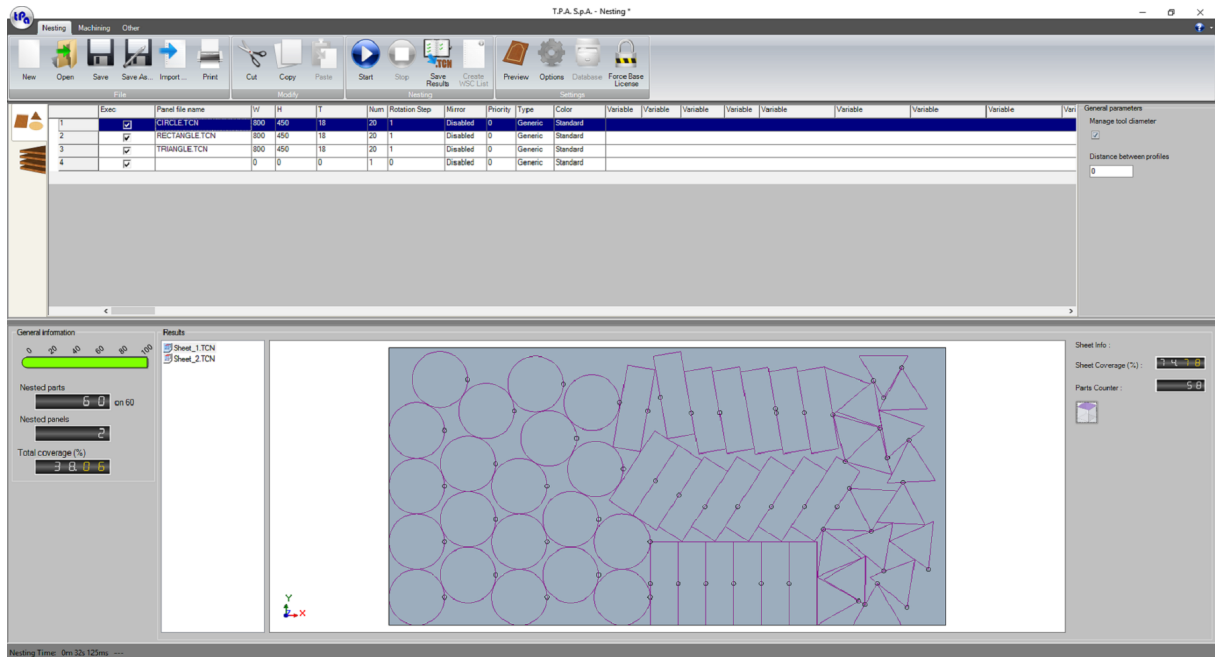 T.P.A. S.p.A. - Nesting *
tPa
Nesting Machining Other
New Open Save Save As... Import ... Print Cut Copy Paste Start Stop Save Results Create WSC List Preview Options Database Force Base License
.TCN
File Modify Nesting Settings
Exec Panel file name W H T Num Rotation Step Mirror Priority Type Color Variable Variable Variable Variable Variable Variable Variable Variable Vari
1 CIRCLE.TCN 800 450 18 20 1 Disabled 0 Generic Standard
2 RECTANGLE.TCN 800 450 18 20 1 Disabled 0 Generic Standard
3 TRIANGLE.TCN 800 450 18 20 1 Disabled 0 Generic Standard
4 0 0 0 1 0 Disabled 0 Generic Standard
General parameters
Manage tool diameter
Distance between profiles
0
General information
0 20 40 60 80 100
Nested parts
60 on 60
Nested panels
2
Total coverage (%)
38.06
Results
Sheet_1.TCN
Sheet_2.TCN
Y
Z X
Sheet Info :
Sheet Coverage (%) : 74.78
Parts Counter : 58
Nesting Time: 0m 32s 125ms ---